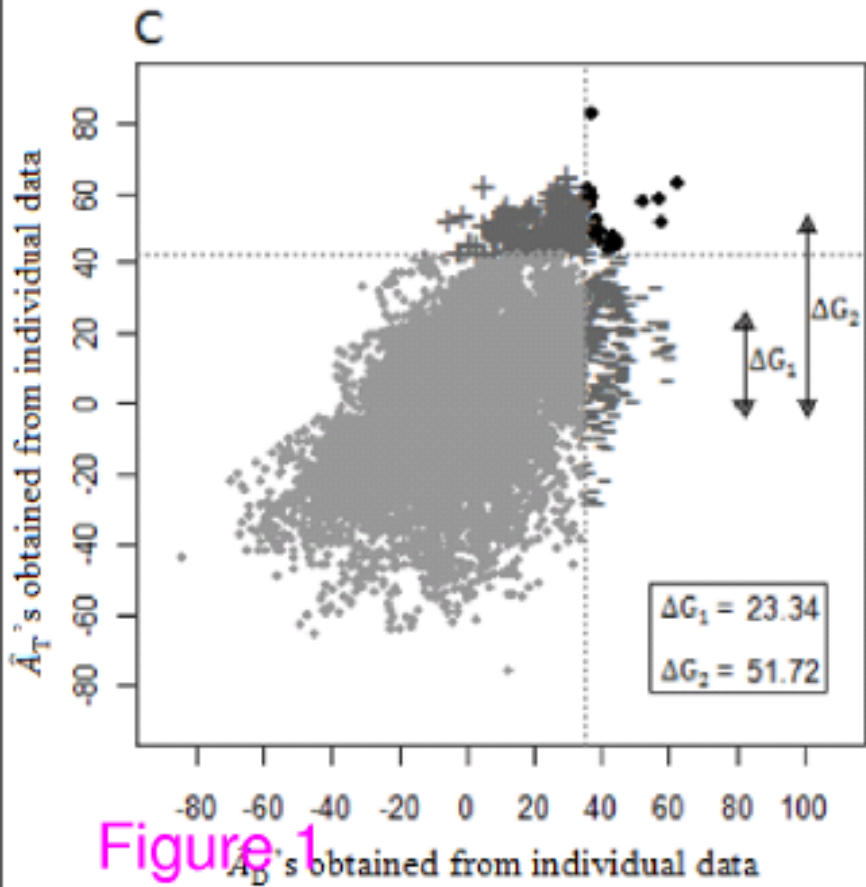 C
Â_T's obtained from individual data
80
60
40
20
0
-20
-40
-60
-80
ΔG₂
ΔG₁
ΔG₁ = 23.34
ΔG₂ = 51.72
-80 -60 -40 -20 0 20 40 60 80 100
Figure 1
Â_D's obtained from individual data